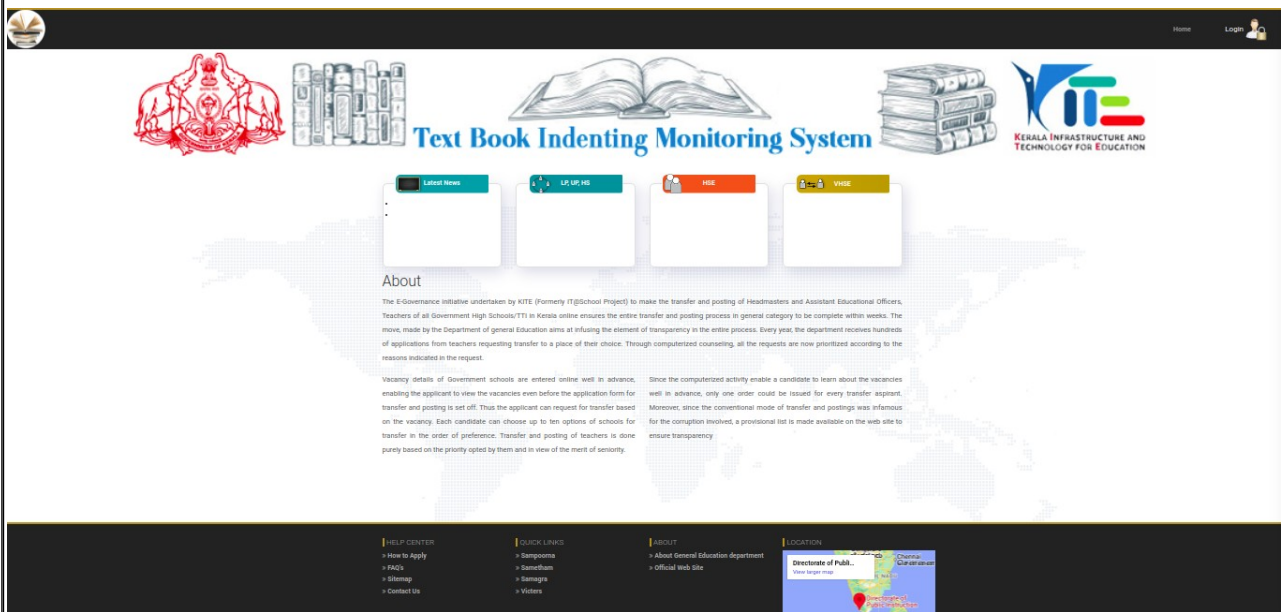 Home
Login
Text Book Indenting Monitoring System
KERALA INFRASTRUCTURE AND
TECHNOLOGY FOR EDUCATION
Latest News
LP, UP, HS
HSE
VHSE
About
The E-Governance initiative undertaken by KITE (Formerly IT@School Project) to make the transfer and posting of Headmasters and Assistant Educational Officers,
Teachers of all Government High Schools/TTI in Kerala online ensures the entire transfer and posting process in general category to be complete within weeks. The
move, made by the Department of general Education aims at infusing the element of transparency in the entire process. Every year, the department receives hundreds
of applications from teachers requesting transfer to a place of their choice. Through computerized counseling, all the requests are now prioritized according to the
reasons indicated in the request.
Vacancy details of Government schools are entered online well in advance,
enabling the applicant to view the vacancies even before the application form for
transfer and posting is set off. Thus the applicant can request for transfer based
on the vacancy. Each candidate can choose up to ten options of schools for
transfer in the order of preference. Transfer and posting of teachers is done
purely based on the priority opted by them and in view of the merit of seniority.
Since the computerized activity enable a candidate to learn about the vacancies
well in advance, only one order could be issued for every transfer aspirant.
Moreover, since the conventional mode of transfer and postings was infamous
for the corruption involved, a provisional list is made available on the web site to
ensure transparency
HELP CENTER
» How to Apply
» FAQ's
» Sitemap
» Contact Us
QUICK LINKS
» Sampoorna
» Sametham
» Samagra
» Victers
ABOUT
» About General Education department
» Official Web Site
LOCATION
Directorate of Publi...
View larger map
Chennai
Directorate of
Public Instruction